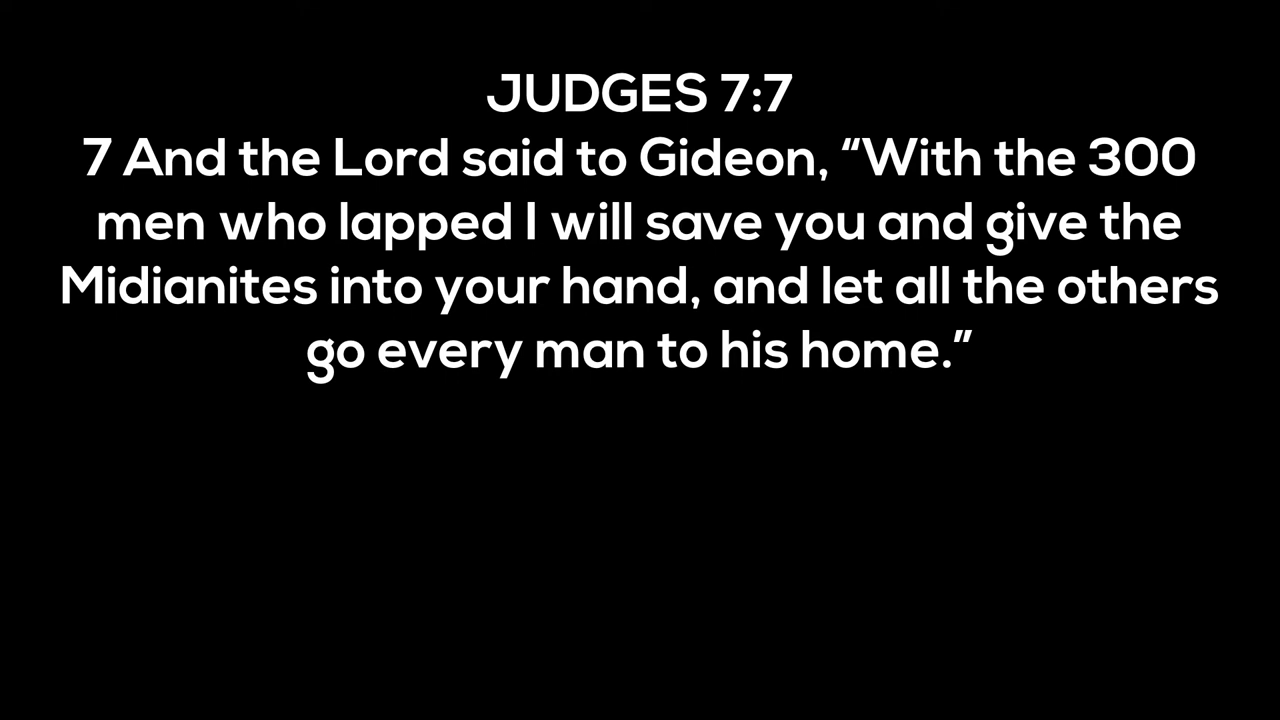 JUDGES 7:7
7 And the Lord said to Gideon, “With the 300
men who lapped I will save you and give the
Midianites into your hand, and let all the others
go every man to his home.”